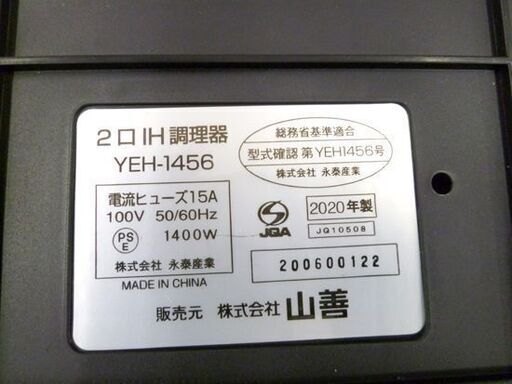 2口IH調理器
YEH-1456
総務省基準適合
型式確認 第YEH1456号
株式会社 永泰産業
電流ヒューズ15A
100V 50/60Hz
PS
E
1400W
株式会社 永泰産業
MADE IN CHINA
JQA
2020年製
JQ10508
200600122
販売元 株式会社 山善